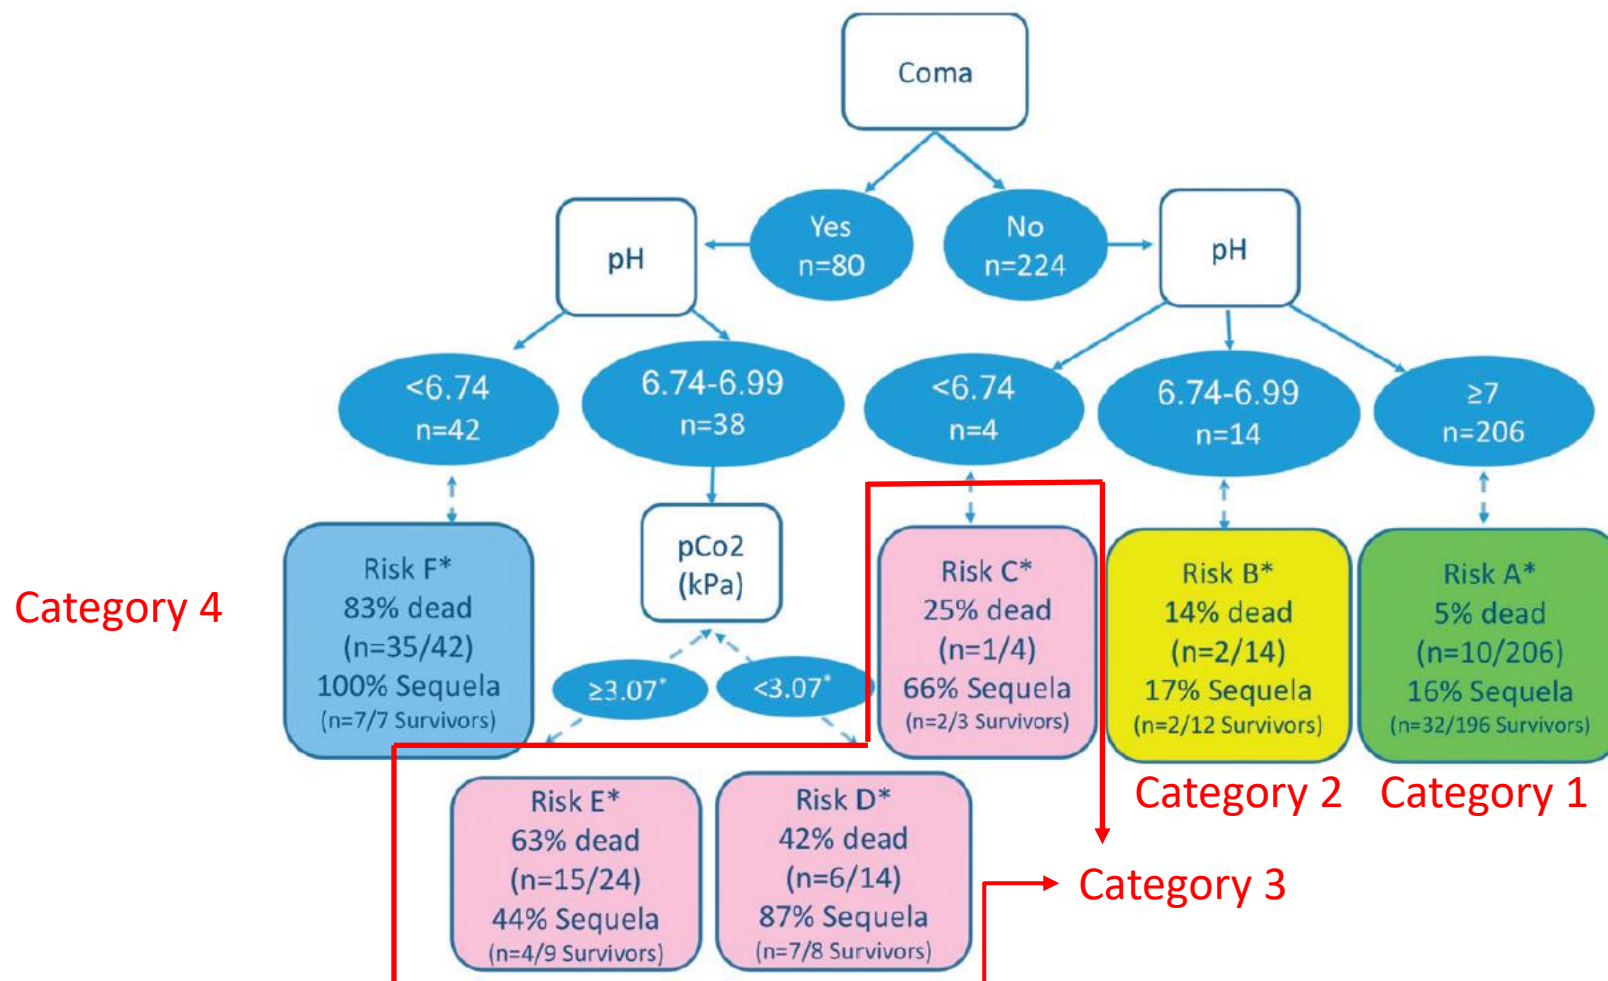 Coma
Yes
n=80
No
n=224
pH
pH
<6.74
n=42
6.74-6.99
n=38
<6.74
n=4
6.74-6.99
n=14
≥7
n=206
pCo2
(kPa)
≥3.07*
<3.07*
Category 4
Risk F*
83% dead
(n=35/42)
100% Sequela
(n=7/7 Survivors)
Risk C*
25% dead
(n=1/4)
66% Sequela
(n=2/3 Survivors)
Risk B*
14% dead
(n=2/14)
17% Sequela
(n=2/12 Survivors)
Risk A*
5% dead
(n=10/206)
16% Sequela
(n=32/196 Survivors)
Category 2
Category 1
Risk E*
63% dead
(n=15/24)
44% Sequela
(n=4/9 Survivors)
Risk D*
42% dead
(n=6/14)
87% Sequela
(n=7/8 Survivors)
Category 3